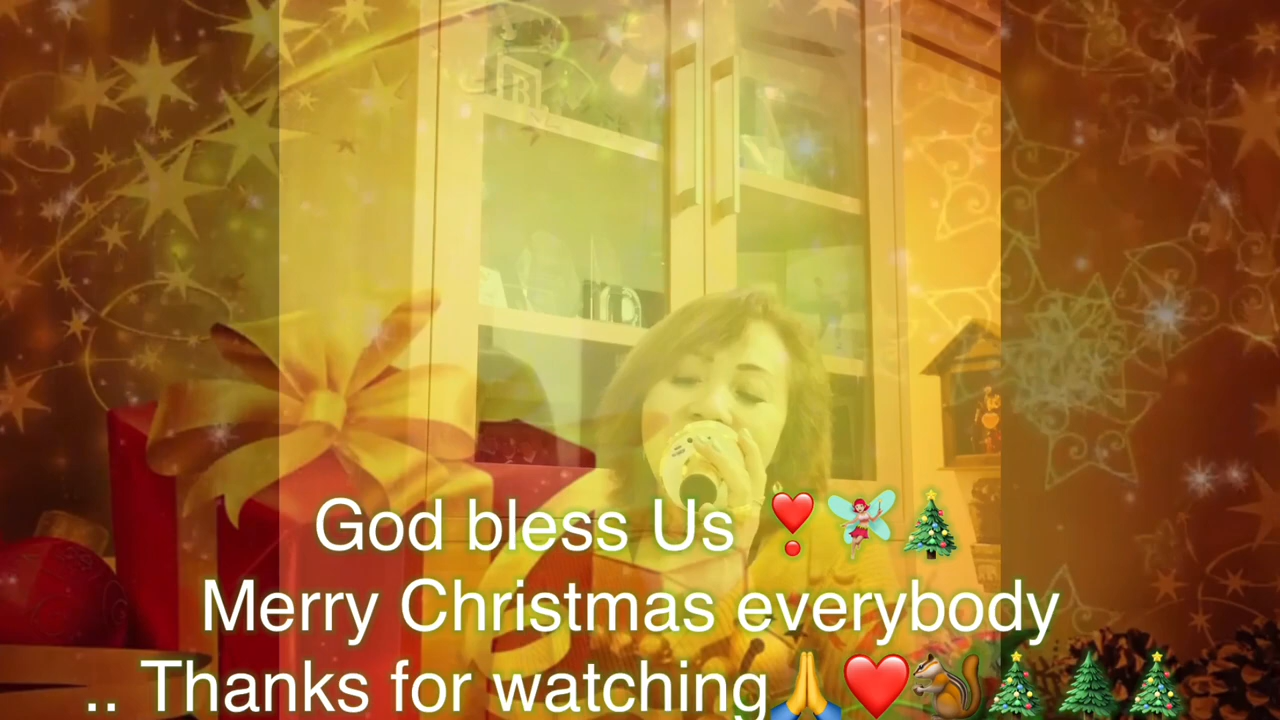 B
m
God bless Us ❣️🧚‍♀️🎄
Merry Christmas everybody
.. Thanks for watching🙏❤️🐿️🎄🌲🎄